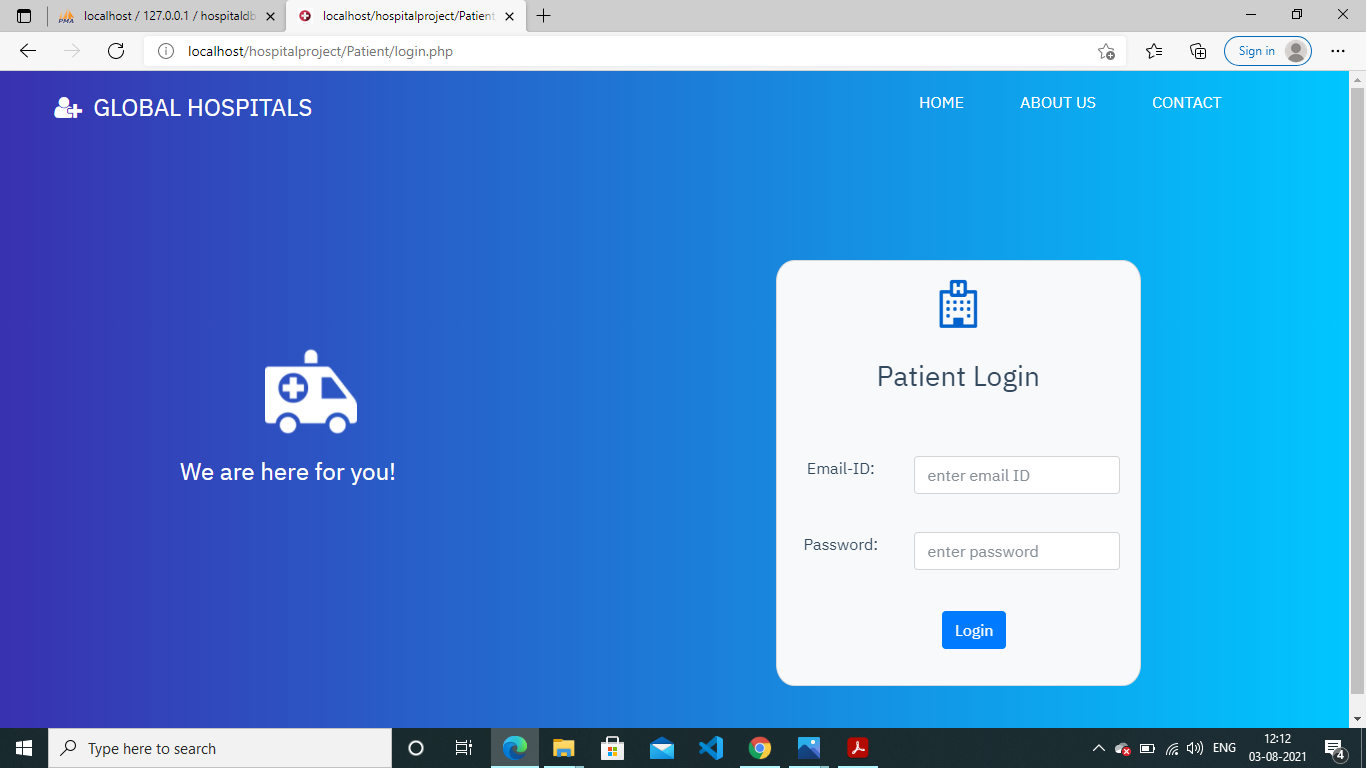 localhost / 127.0.0.1 / hospitaldb
localhost/hospitalproject/Patient
localhost/hospitalproject/Patient/login.php
Sign in
GLOBAL HOSPITALS
HOME
ABOUT US
CONTACT
H
Patient Login
We are here for you!
Email-ID:
enter email ID
Password:
enter password
Login
Type here to search
ENG
12:12
03-08-2021
4